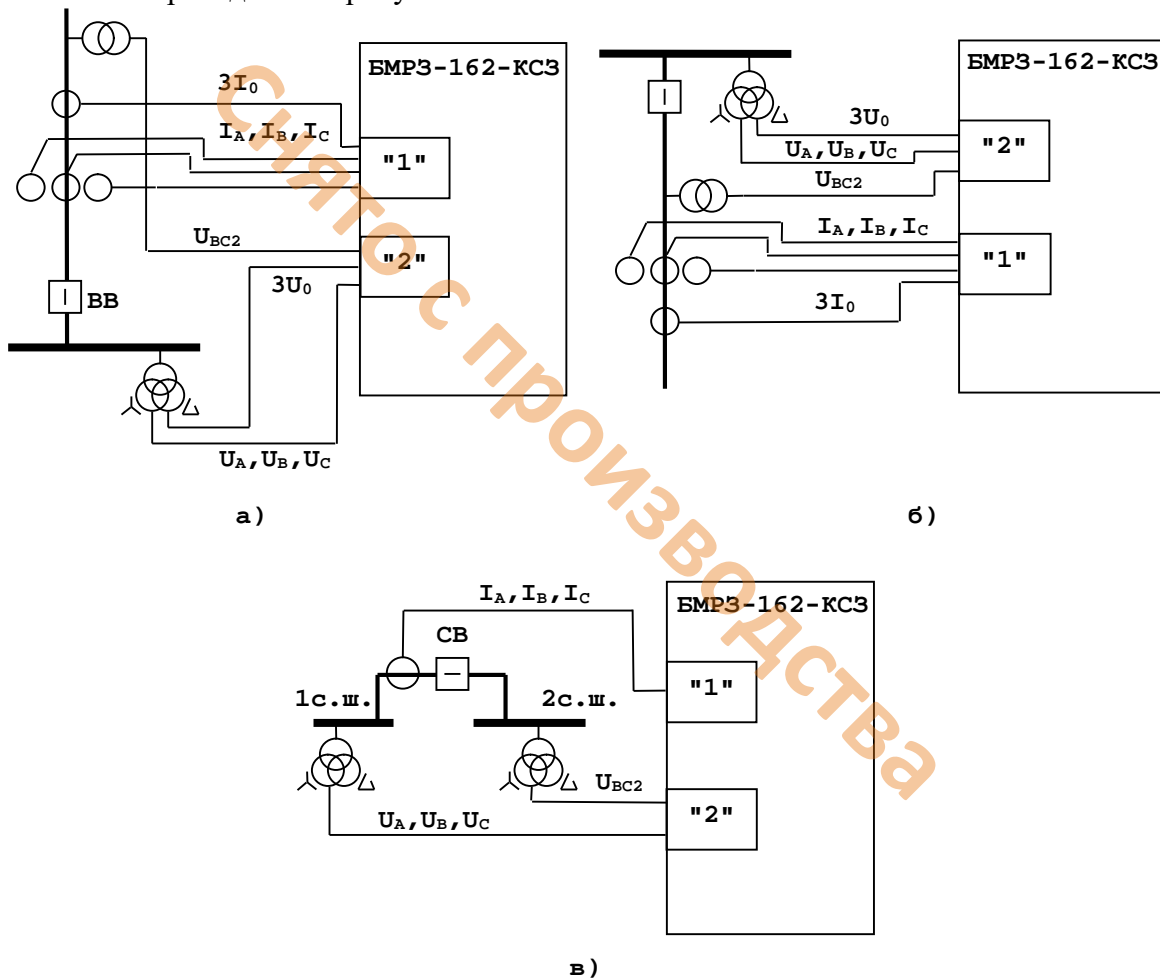 БМРЗ-162-КСЗ
3I0
IA,IB,IC
"1"
UBC2
"2"
3U0
ВВ
UA,UB,UC
а)
БМРЗ-162-КСЗ
3U0
UA,UB,UC
"2"
UBC2
IA,IB,IC
"1"
3I0
б)
БМРЗ-162-КСЗ
IA,IB,IC
СВ
"1"
1с.ш.
2с.ш.
UBC2
"2"
UA,UB,UC
в)
Снято с производства